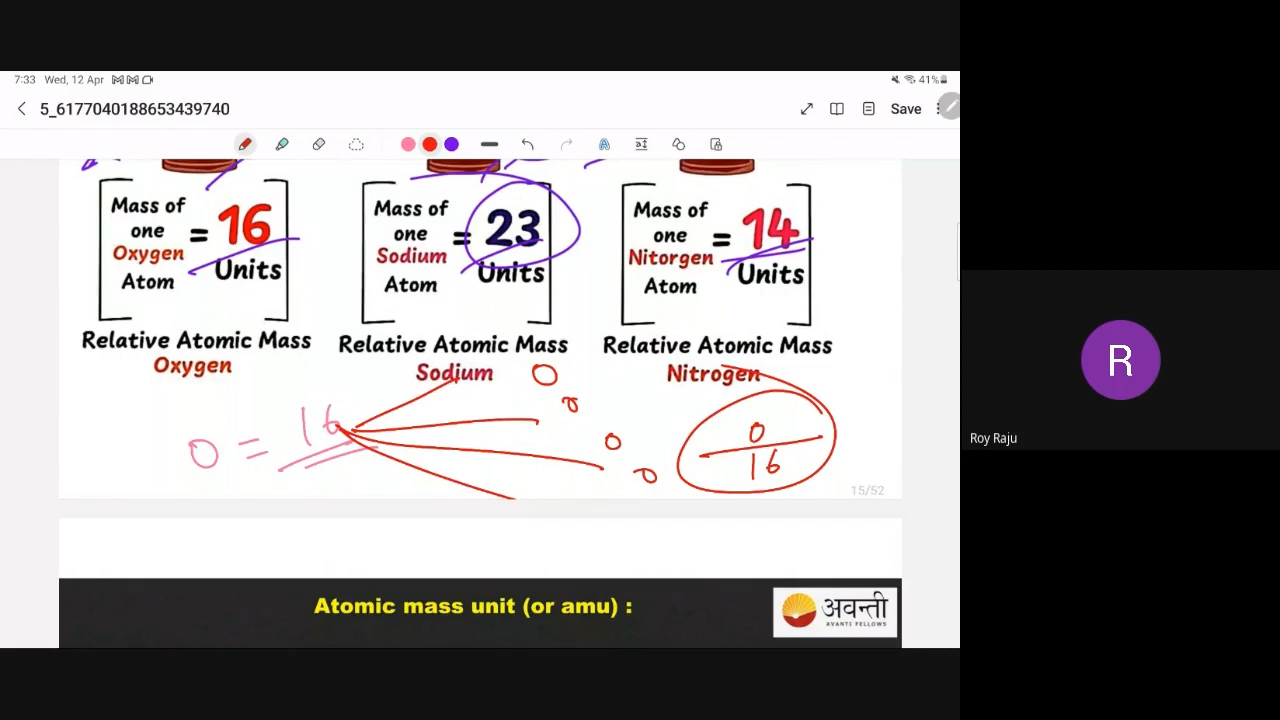 7:33 Wed, 12 Apr
41%
5_6177040188653439740
Save
Mass of one Oxygen Atom = 16 Units
Mass of one Sodium Atom = 23 Units
Mass of one Nitorgen Atom = 14 Units
Relative Atomic Mass Oxygen
Relative Atomic Mass Sodium
Relative Atomic Mass Nitrogen
O = 16
O
O
O
O
O
16
15/52
Atomic mass unit (or amu) :
अवन्ती
AVANTI FELLOWS
R
Roy Raju